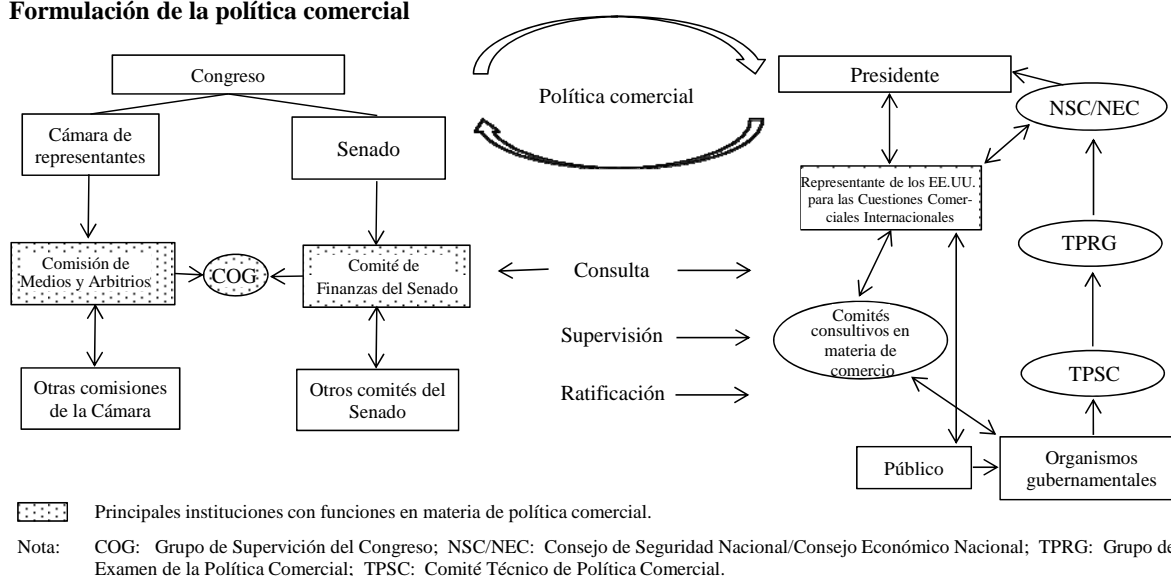 Formulación de la política comercial
Congreso
Cámara de
representantes
Senado
Comisión de
Medios y Arbitrios
COG
Comité de
Finanzas del Senado
Otras comisiones
de la Cámara
Otros comités del
Senado
Política comercial
Consulta
Supervisión
Ratificación
Presidente
NSC/NEC
Representante de los EE.UU.
para las Cuestiones Comer-
ciales Internacionales
TPRG
Comités
consultivos en
materia de
comercio
TPSC
Público
Organismos
gubernamentales
Principales instituciones con funciones en materia de política comercial.
Nota: COG: Grupo de Supervición del Congreso; NSC/NEC: Consejo de Seguridad Nacional/Consejo Económico Nacional; TPRG: Grupo de
Examen de la Política Comercial; TPSC: Comité Técnico de Política Comercial.